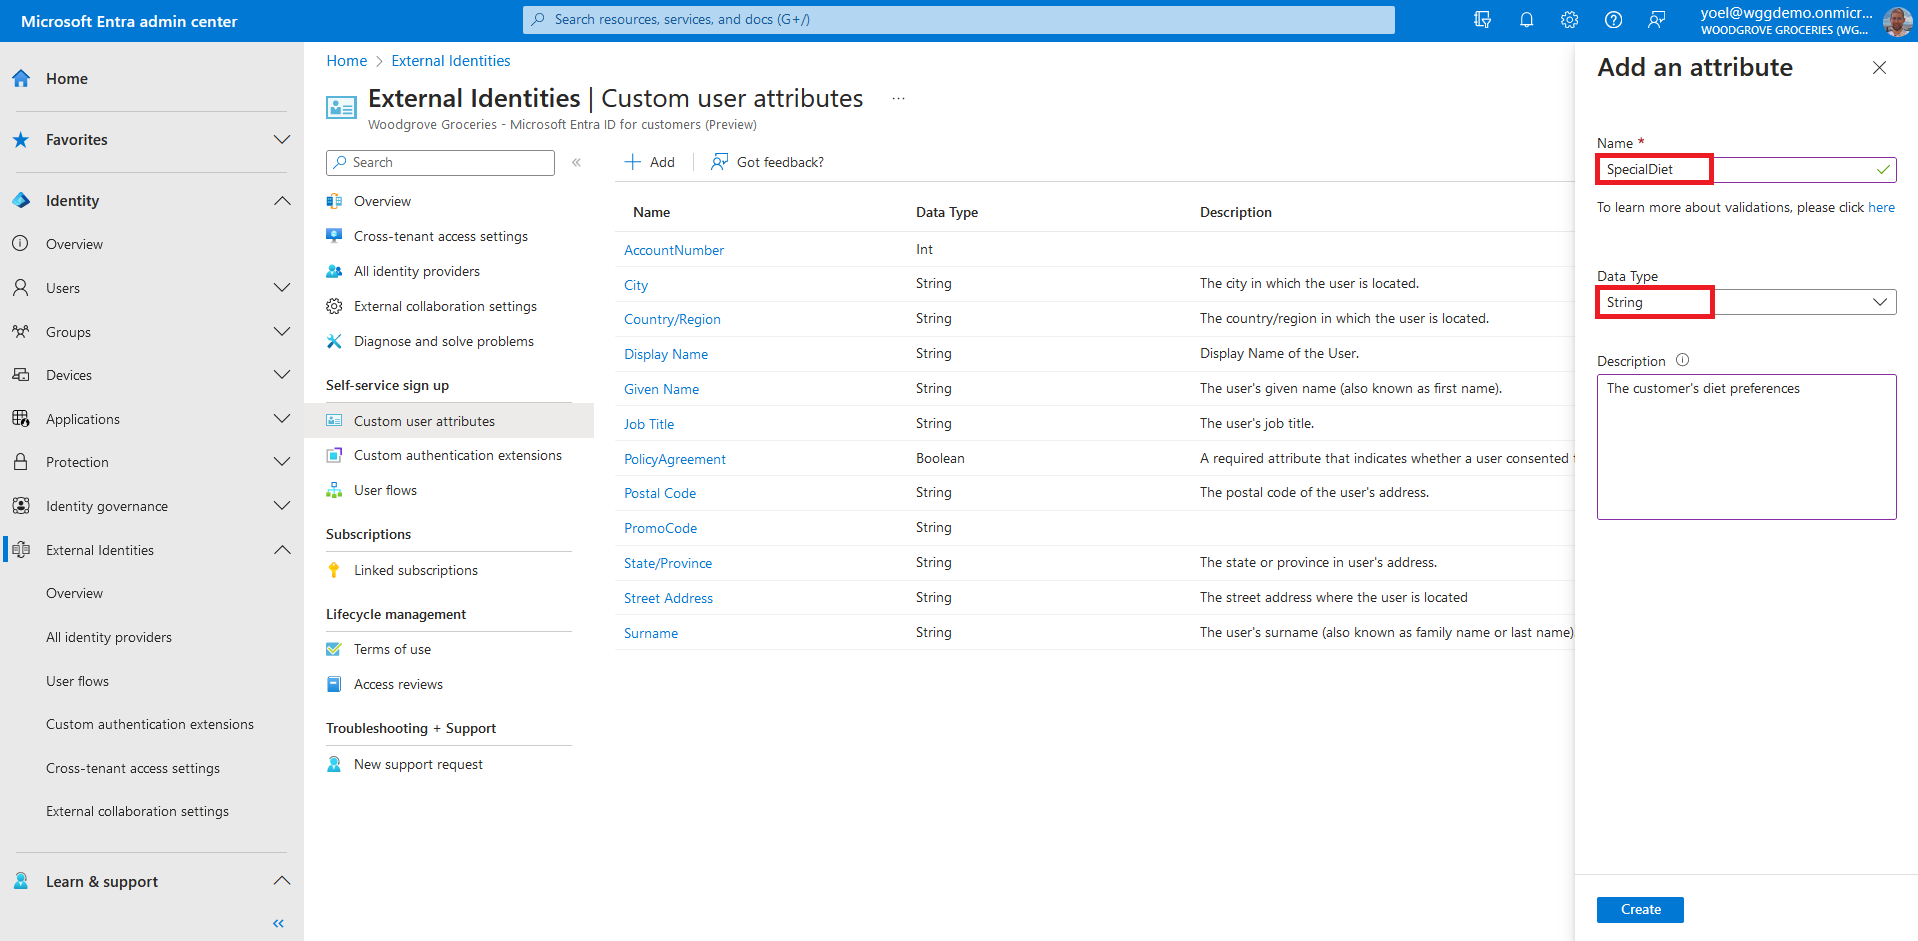 Microsoft Entra admin center
Search resources, services, and docs (G+/)
yoel@wggdemo.onmicr...
WOODGROVE GROCERIES (WG...
Home
Favorites
Identity
Overview
Users
Groups
Devices
Applications
Protection
Identity governance
External Identities
Overview
All identity providers
User flows
Custom authentication extensions
Cross-tenant access settings
External collaboration settings
Learn & support
Home > External Identities
External Identities | Custom user attributes ...
Woodgrove Groceries - Microsoft Entra ID for customers (Preview)
Search
Overview
Cross-tenant access settings
All identity providers
External collaboration settings
Diagnose and solve problems
Self-service sign up
Custom user attributes
Custom authentication extensions
User flows
Subscriptions
Linked subscriptions
Lifecycle management
Terms of use
Access reviews
Troubleshooting + Support
New support request
Add Got feedback?
Name Data Type Description
AccountNumber Int
City String The city in which the user is located.
Country/Region String The country/region in which the user is located.
Display Name String Display Name of the User.
Given Name String The user's given name (also known as first name).
Job Title String The user's job title.
PolicyAgreement Boolean A required attribute that indicates whether a user consented
Postal Code String The postal code of the user's address.
PromoCode String
State/Province String The state or province in user's address.
Street Address String The street address where the user is located
Surname String The user's surname (also known as family name or last name)
Add an attribute
Name *
SpecialDiet
To learn more about validations, please click here
Data Type
String
Description
The customer's diet preferences
Create